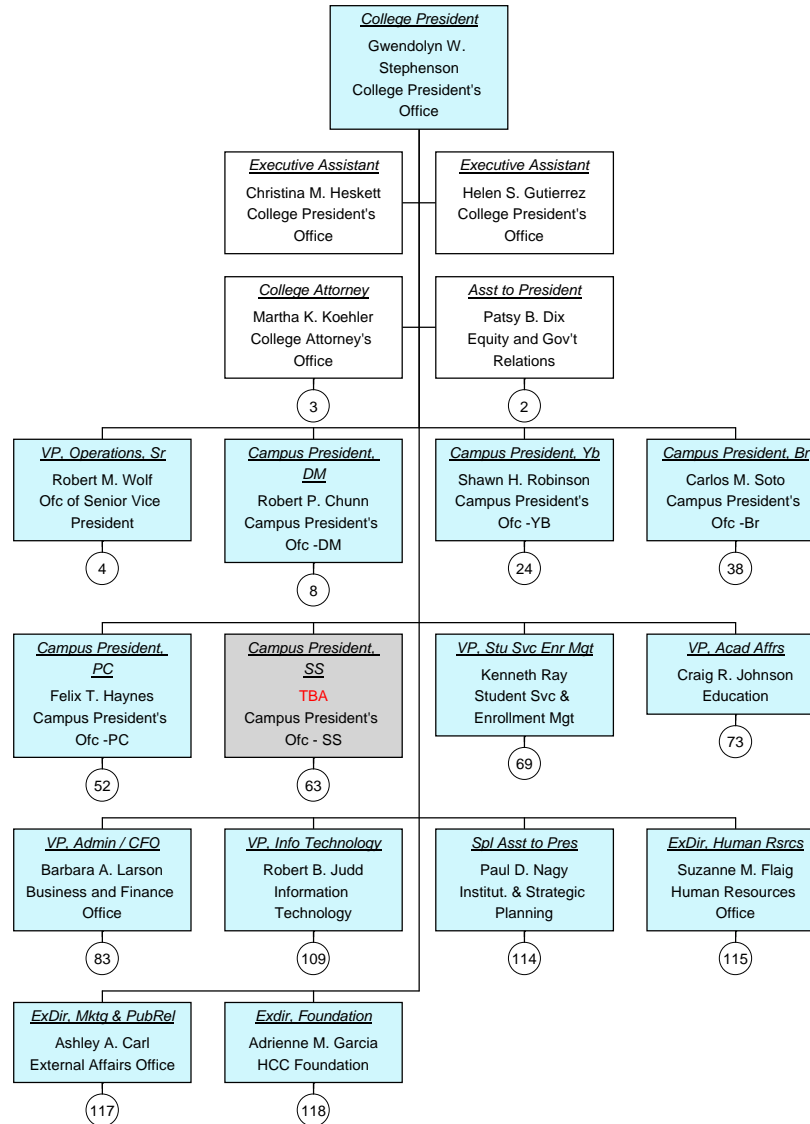 College President
Gwendolyn W.
Stephenson
College President's
Office
Executive Assistant
Christina M. Heskett
College President's
Office
Executive Assistant
Helen S. Gutierrez
College President's
Office
College Attorney
Martha K. Koehler
College Attorney's
Office
3
Asst to President
Patsy B. Dix
Equity and Gov't
Relations
2
VP, Operations, Sr
Robert M. Wolf
Ofc of Senior Vice
President
4
Campus President,
DM
Robert P. Chunn
Campus President's
Ofc -DM
8
Campus President, Yb
Shawn H. Robinson
Campus President's
Ofc -YB
24
Campus President, Br
Carlos M. Soto
Campus President's
Ofc -Br
38
Campus President,
PC
Felix T. Haynes
Campus President's
Ofc -PC
52
Campus President,
SS
TBA
Campus President's
Ofc - SS
63
VP, Stu Svc Enr Mgt
Kenneth Ray
Student Svc &
Enrollment Mgt
69
VP, Acad Affrs
Craig R. Johnson
Education
73
VP, Admin / CFO
Barbara A. Larson
Business and Finance
Office
83
VP, Info Technology
Robert B. Judd
Information
Technology
109
Spl Asst to Pres
Paul D. Nagy
Institut. & Strategic
Planning
114
ExDir, Human Rsrcs
Suzanne M. Flaig
Human Resources
Office
115
ExDir, Mktg & PubRel
Ashley A. Carl
External Affairs Office
117
Exdir, Foundation
Adrienne M. Garcia
HCC Foundation
118